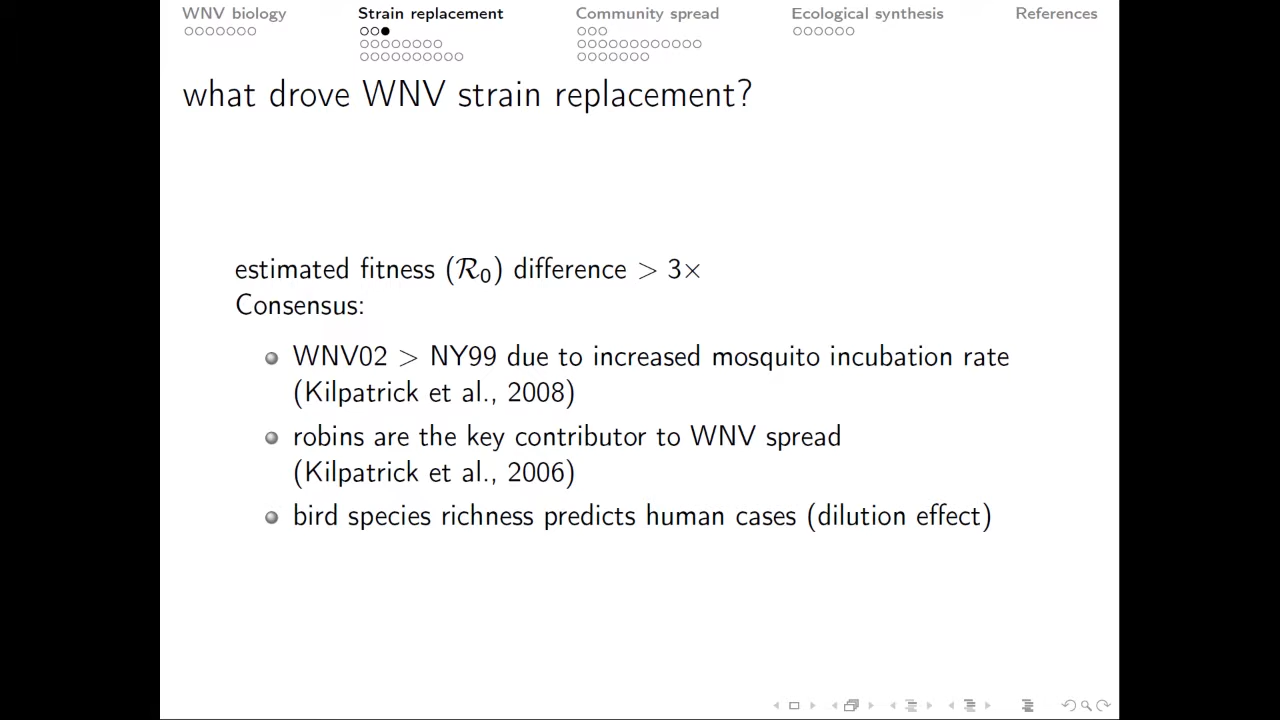 WNV biology Strain replacement Community spread Ecological synthesis References
what drove WNV strain replacement?
estimated fitness (R₀) difference > 3×
Consensus:
WNV02 > NY99 due to increased mosquito incubation rate
(Kilpatrick et al., 2008)
robins are the key contributor to WNV spread
(Kilpatrick et al., 2006)
bird species richness predicts human cases (dilution effect)